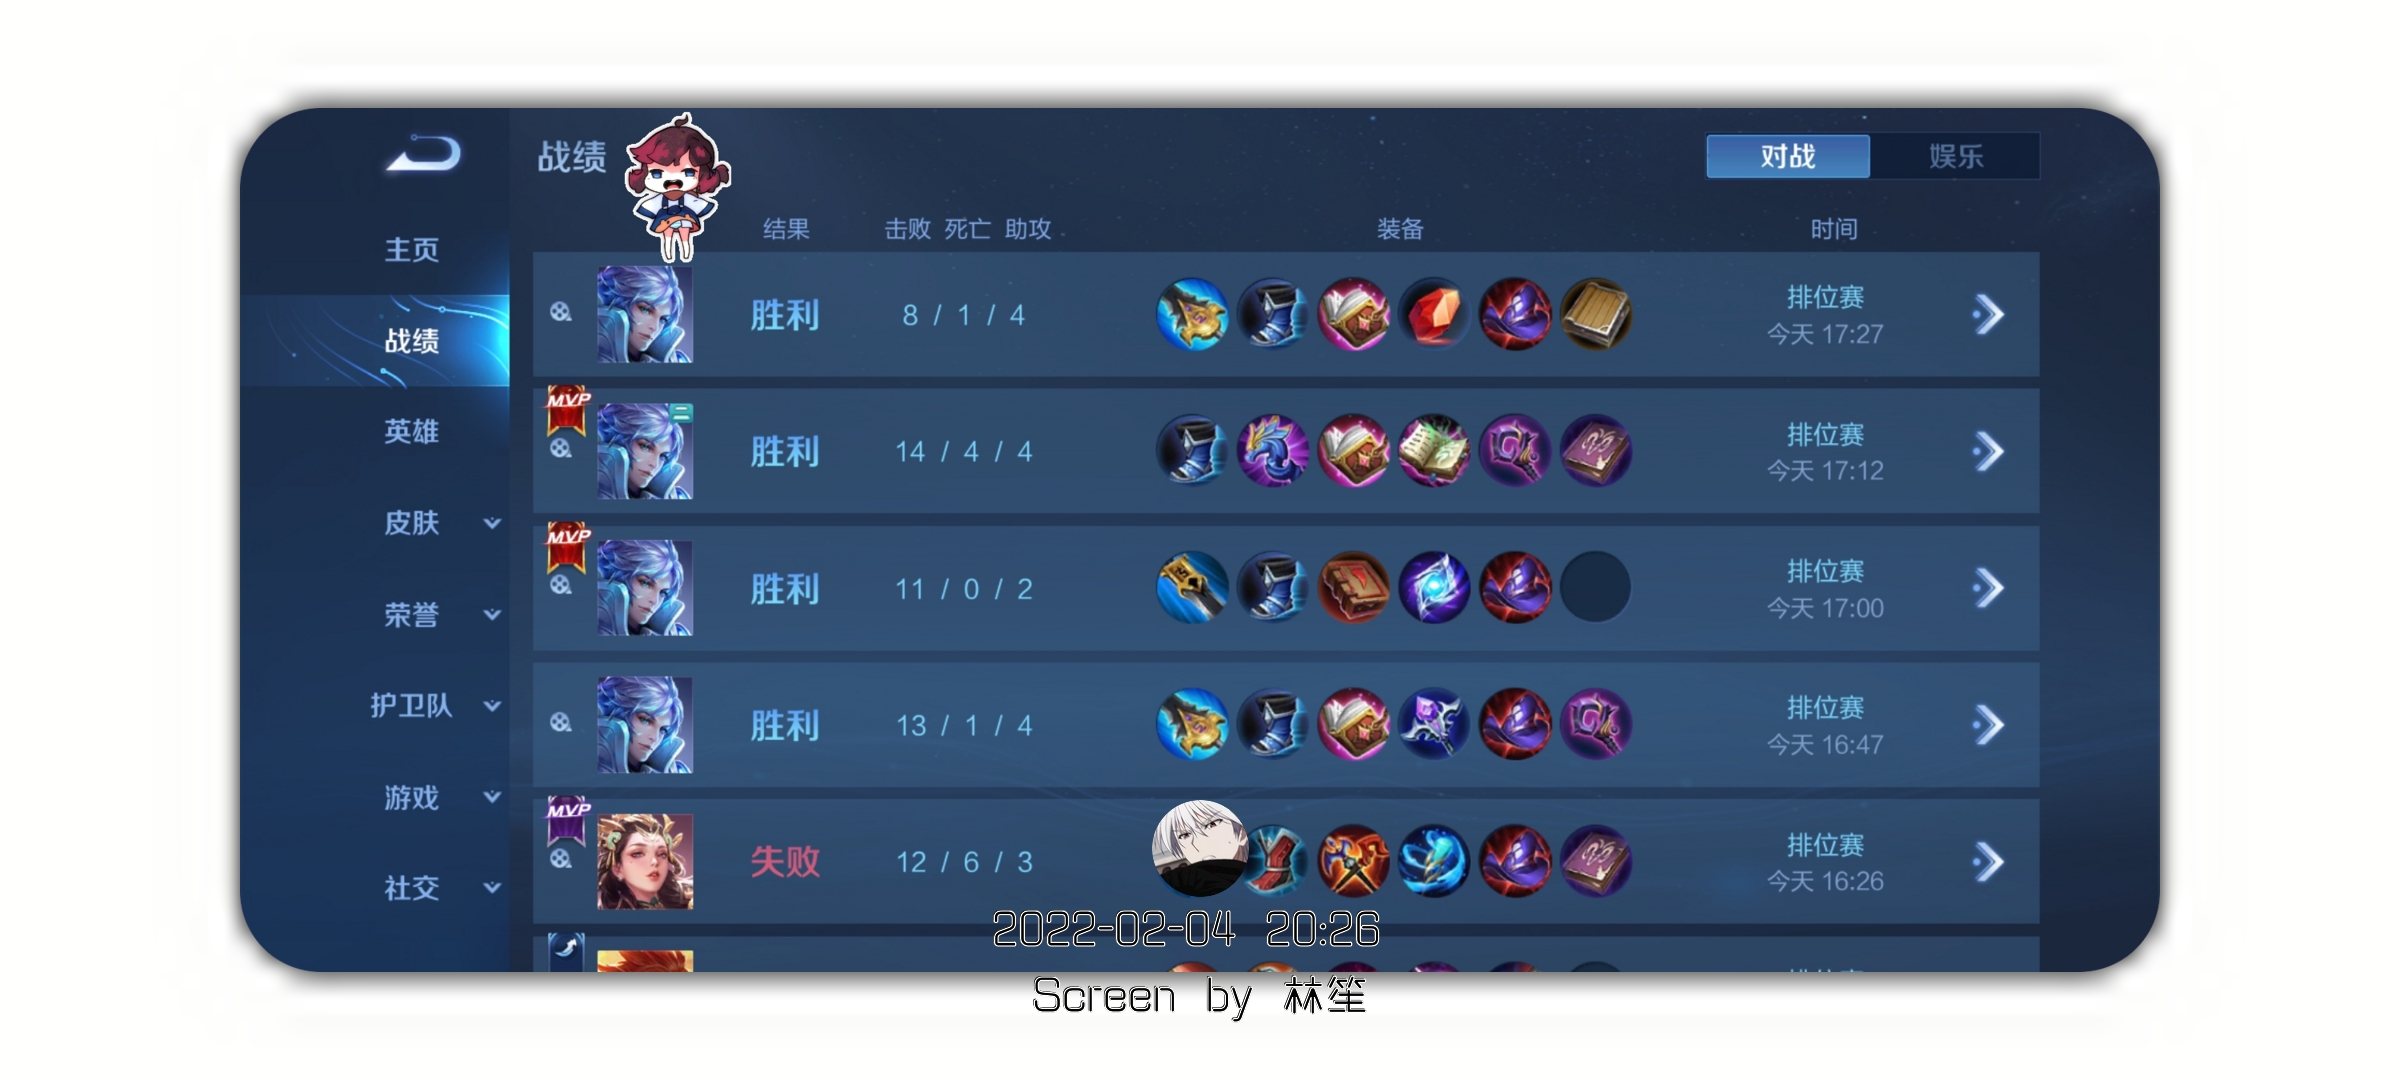 战绩
对战
娱乐
主页
战绩
英雄
皮肤
荣誉
护卫队
游戏
社交
结果
击败 死亡 助攻
装备
时间
胜利
8 / 1 / 4
排位赛
今天 17:27
MVP
二
胜利
14 / 4 / 4
排位赛
今天 17:12
MVP
胜利
11 / 0 / 2
排位赛
今天 17:00
胜利
13 / 1 / 4
排位赛
今天 16:47
MVP
失败
12 / 6 / 3
排位赛
今天 16:26
2022-02-04 20:26
Screen by 林笙